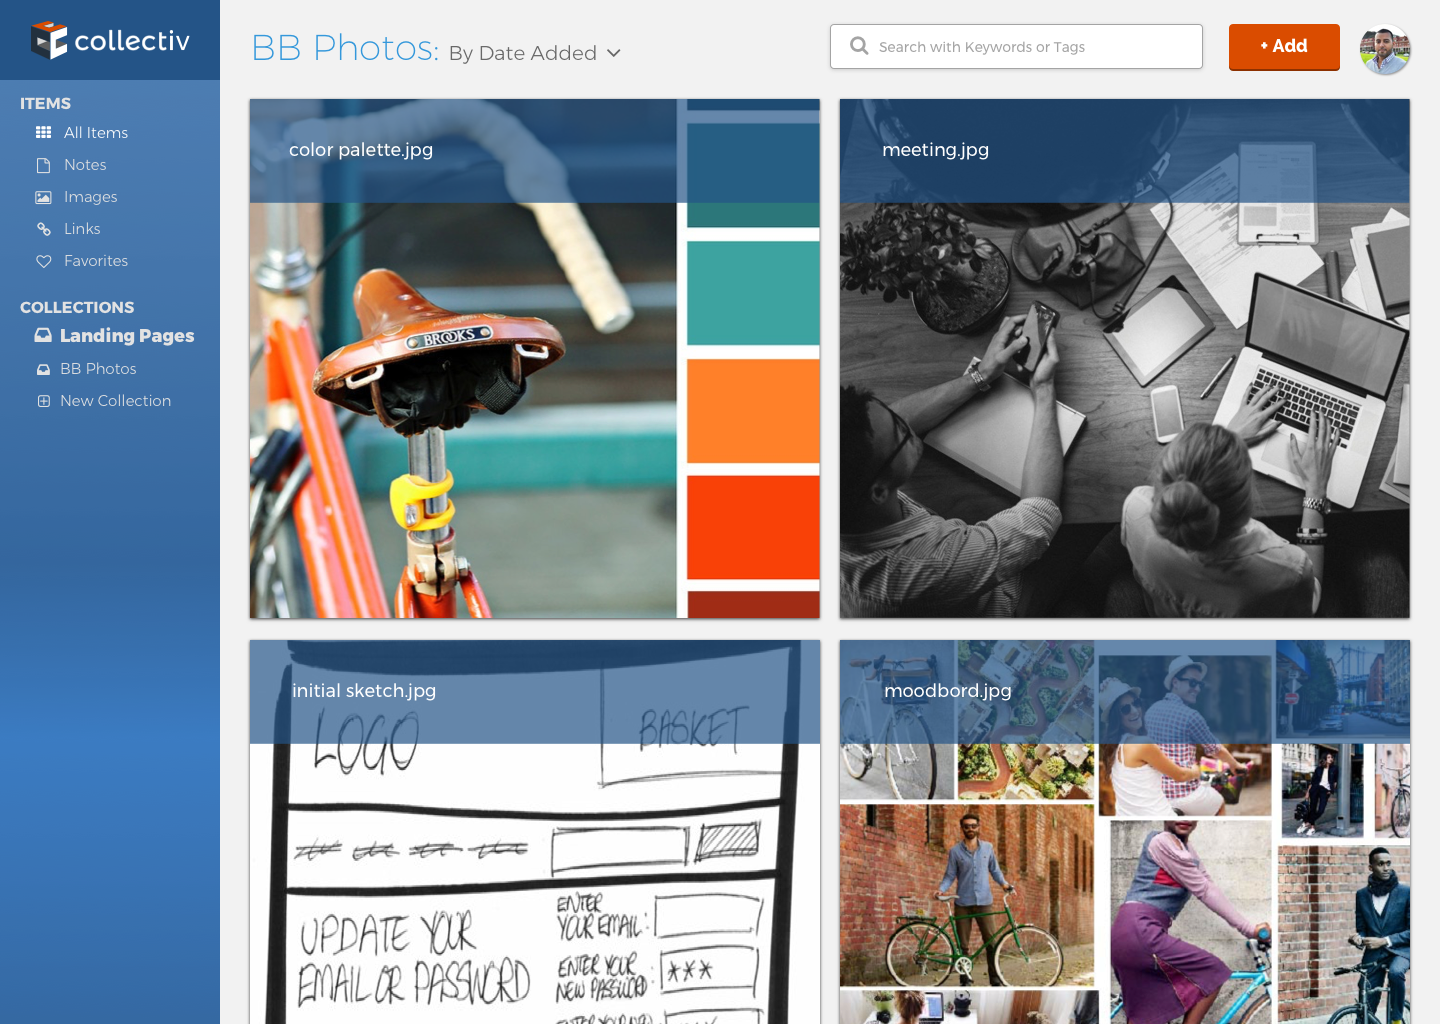 collectiv
BB Photos: By Date Added
Search with Keywords or Tags
+ Add
ITEMS
All Items
Notes
Images
Links
Favorites
COLLECTIONS
Landing Pages
BB Photos
New Collection
color palette.jpg
BROOKS
meeting.jpg
initial sketch.jpg
LOGO
BASKET
UPDATE YOUR
EMAIL OR PASSWORD
ENTER
YOUR EMAIL:
ENTER YOUR
NEW PASSWORD
***
moodbord.jpg